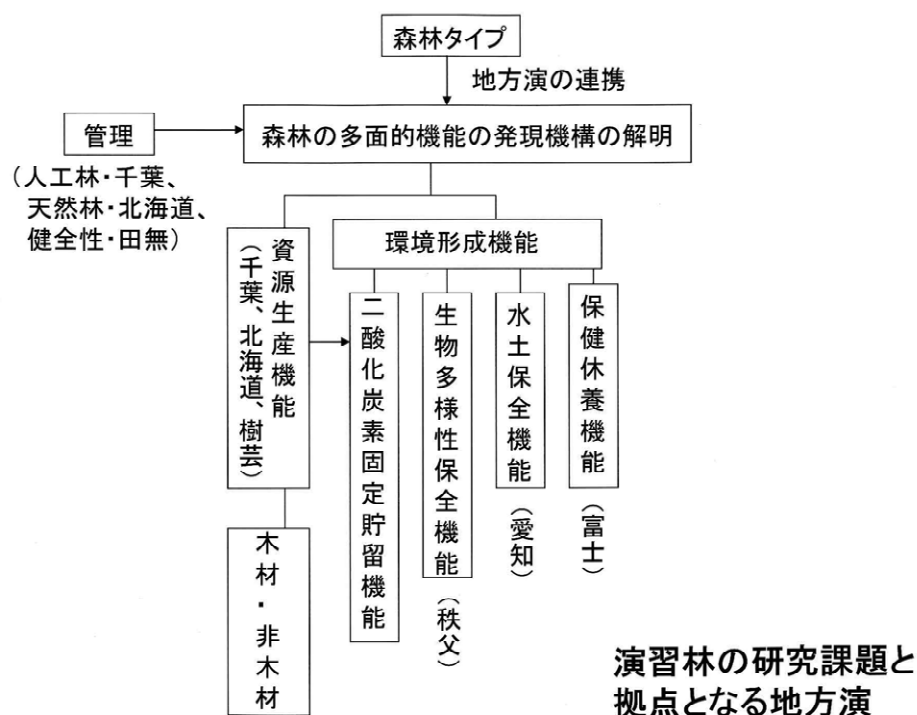 森林タイプ
地方演の連携
管理
森林の多面的機能の発現機構の解明
(人工林・千葉、
天然林・北海道、
健全性・田無)
資源生産機能
(千葉、北海道、樹芸)
環境形成機能
二酸化炭素固定貯留機能
生物多様性保全機能
(秩父)
水土保全機能
(愛知)
保健休養機能
(富士)
木材・非木材
演習林の研究課題と
拠点となる地方演